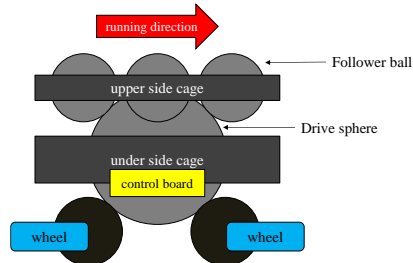 running direction
Follower ball
upper side cage
Drive sphere
under side cage
control board
wheel
wheel